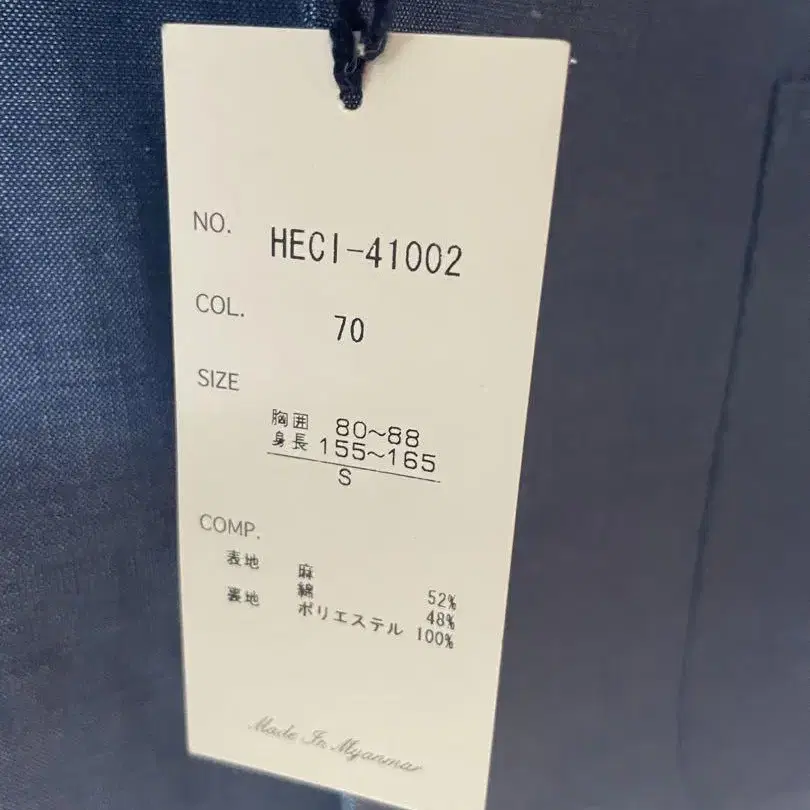 NO. HECI-41002
COL. 70
SIZE
胸囲 80~88
身長 155~165
S
COMP.
表地 麻 52%
綿 48%
裏地 ポリエステル 100%
Made In Myanmar